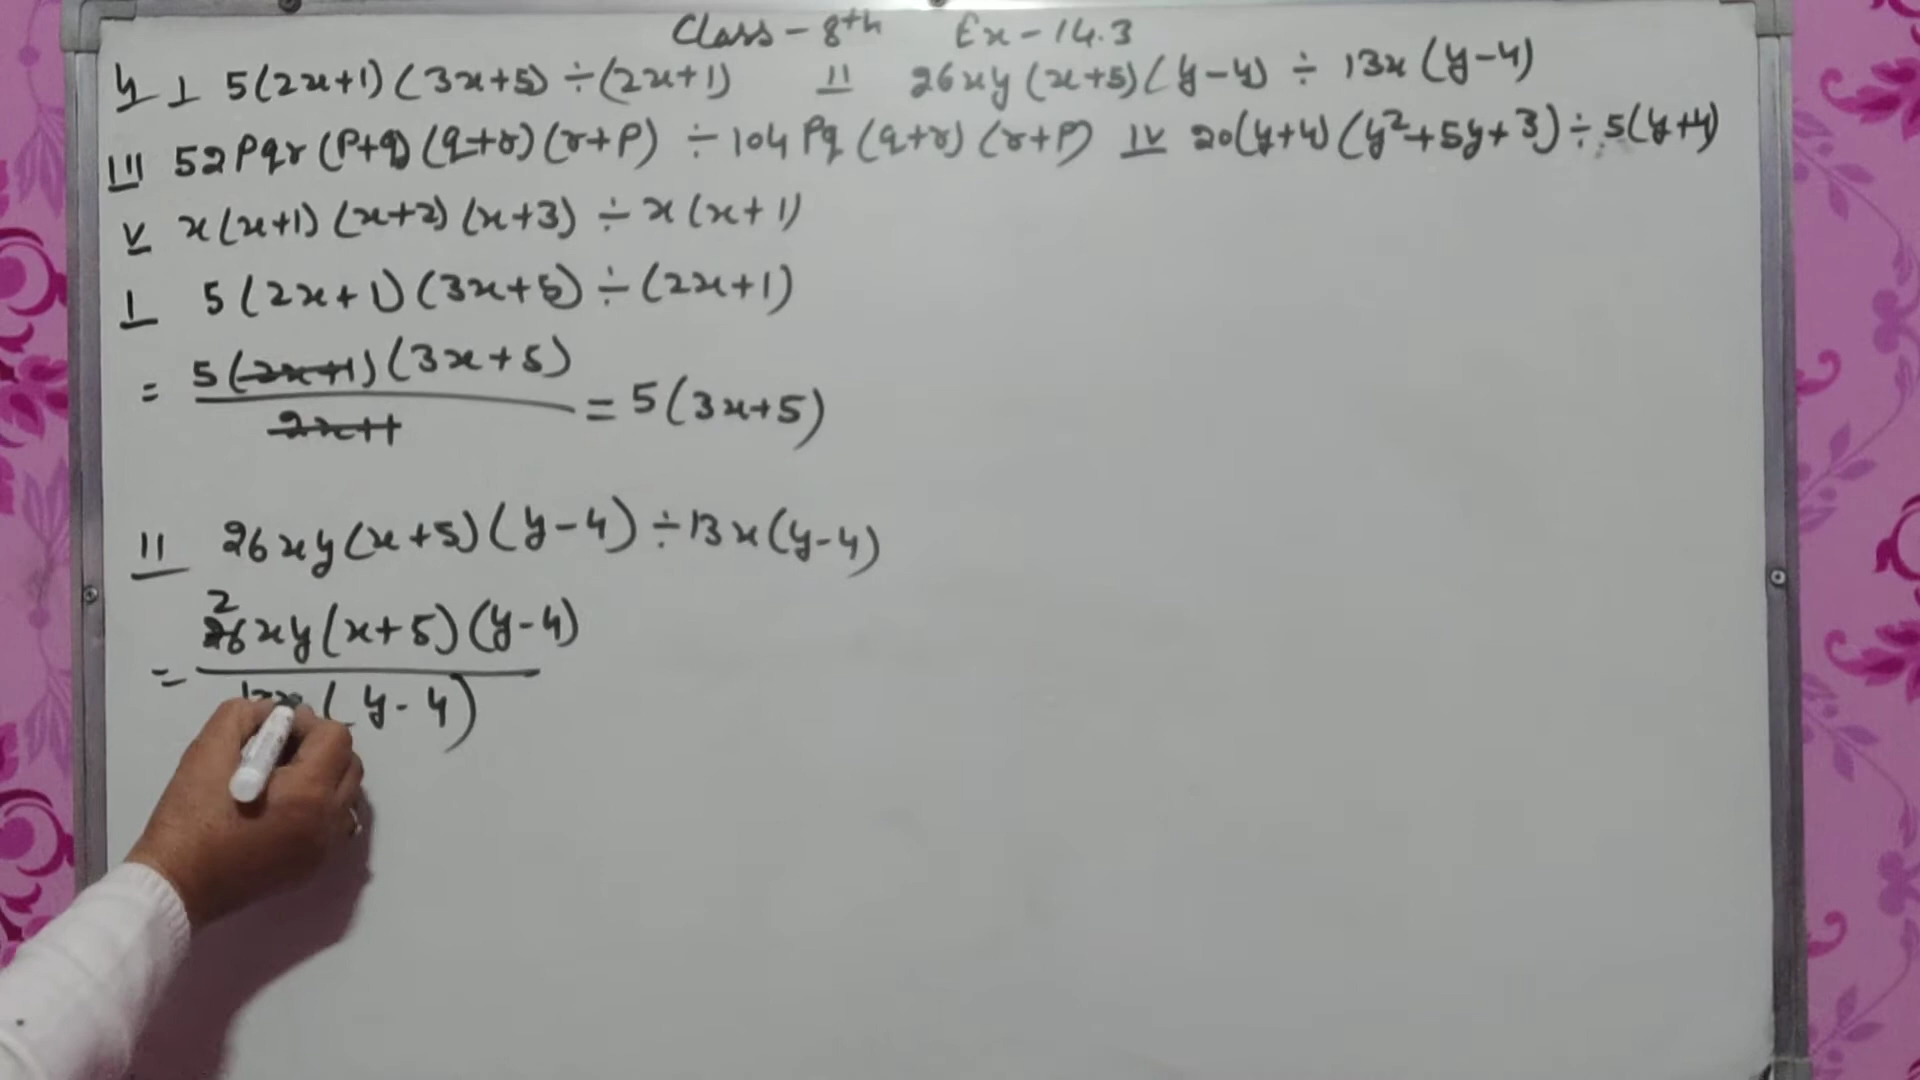 Class - 8th Ex - 14.3
4 I 5(2x+1)(3x+5) ÷ (2x+1) II 26xy(x+5)(y-4) ÷ 13x(y-4)
III 52pqr(p+q)(q+r)(r+p) ÷ 104pq(q+r)(r+p) IV 20(y+4)(y²+5y+3) ÷ 5(y+4)
V x(x+1)(x+2)(x+3) ÷ x(x+1)
I 5(2x+1)(3x+5) ÷ (2x+1)
= 5(2x+1)(3x+5)
2x+1
= 5(3x+5)
II 26xy(x+5)(y-4) ÷ 13x(y-4)
2
= 26xy(x+5)(y-4)
(y-4)